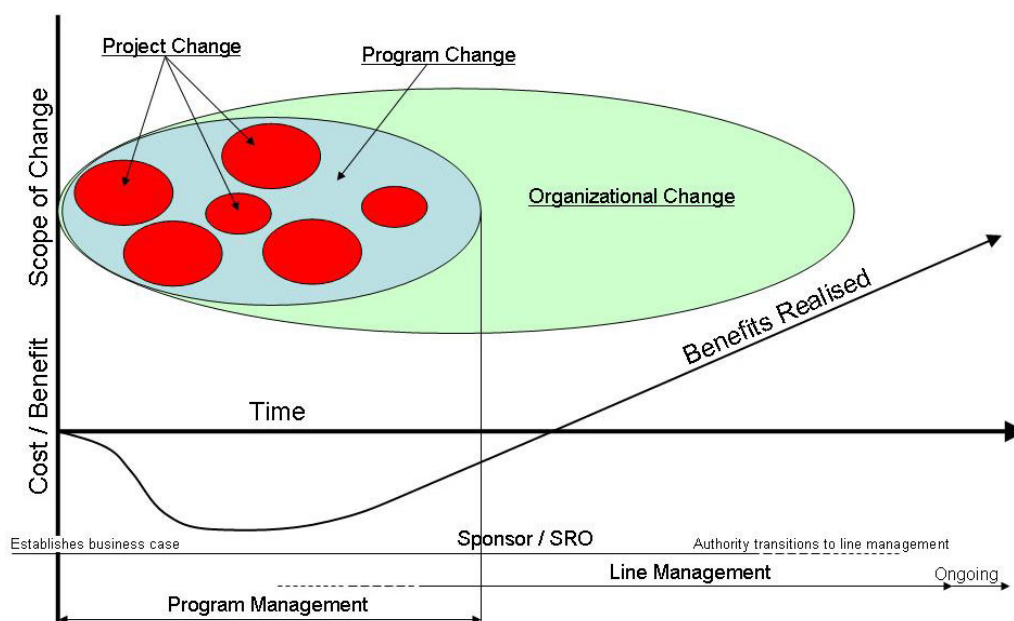 Project Change
Program Change
Scope of Change
Organizational Change
Benefits Realised
Cost / Benefit
Time
Sponsor / SRO
Establishes business case
Authority transitions to line management
Line Management
Ongoing
Program Management